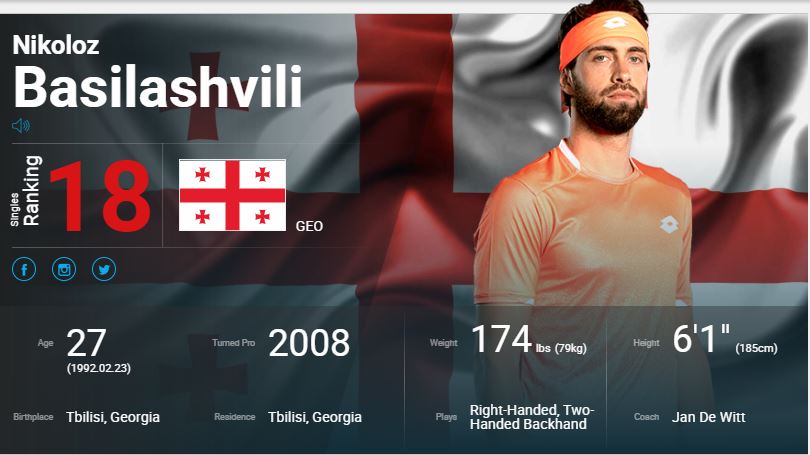 Nikoloz
Basilashvili
Singles
Ranking
18
GEO
Age
27
(1992.02.23)
Turned Pro
2008
Weight
174 lbs (79kg)
Height
6'1" (185cm)
Birthplace
Tbilisi, Georgia
Residence
Tbilisi, Georgia
Plays
Right-Handed, Two-
Handed Backhand
Coach
Jan De Witt